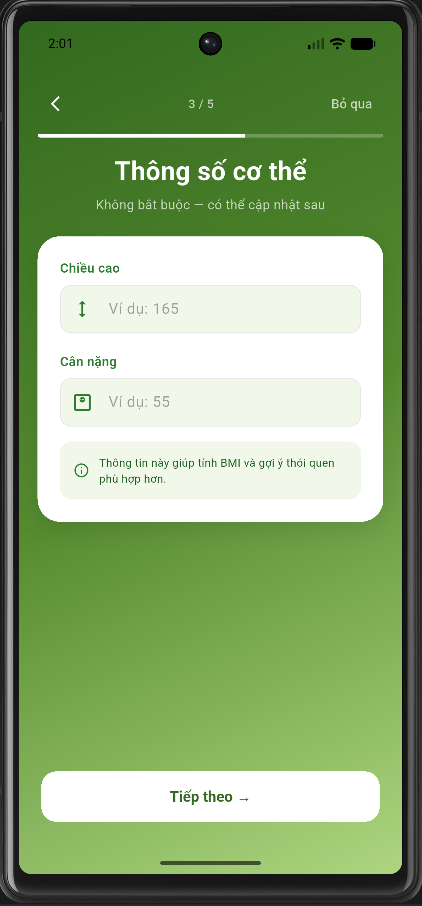 2:01
3 / 5
Bỏ qua
Thông số cơ thể
Không bắt buộc — có thể cập nhật sau
Chiều cao
Ví dụ: 165
Cân nặng
Ví dụ: 55
Thông tin này giúp tính BMI và gợi ý thói quen
phù hợp hơn.
Tiếp theo →